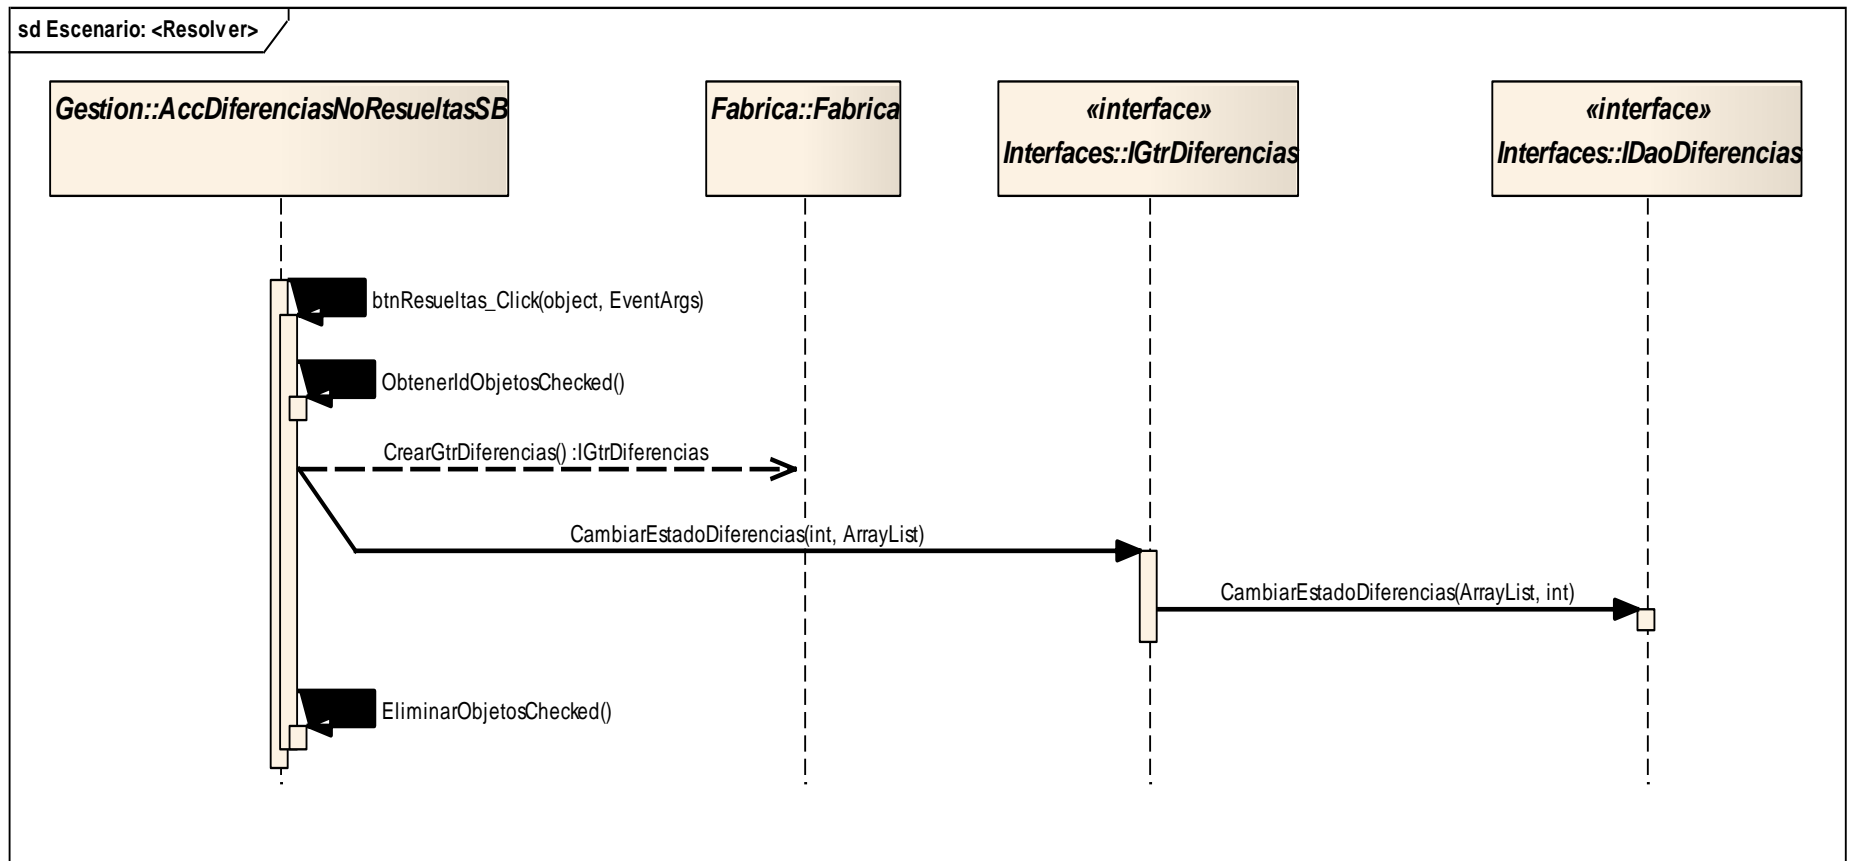 sd Escenario: <Resolver>
Gestion::AccDiferenciasNoResueltasSB
Fabrica::Fabrica
«interface»
Interfaces::IGtrDiferencias
«interface»
Interfaces::IDaoDiferencias
btnResueltas_Click(object, EventArgs)
ObtenerIdObjetosChecked()
CrearGtrDiferencias() :IGtrDiferencias
CambiarEstadoDiferencias(int, ArrayList)
CambiarEstadoDiferencias(ArrayList, int)
EliminarObjetosChecked()